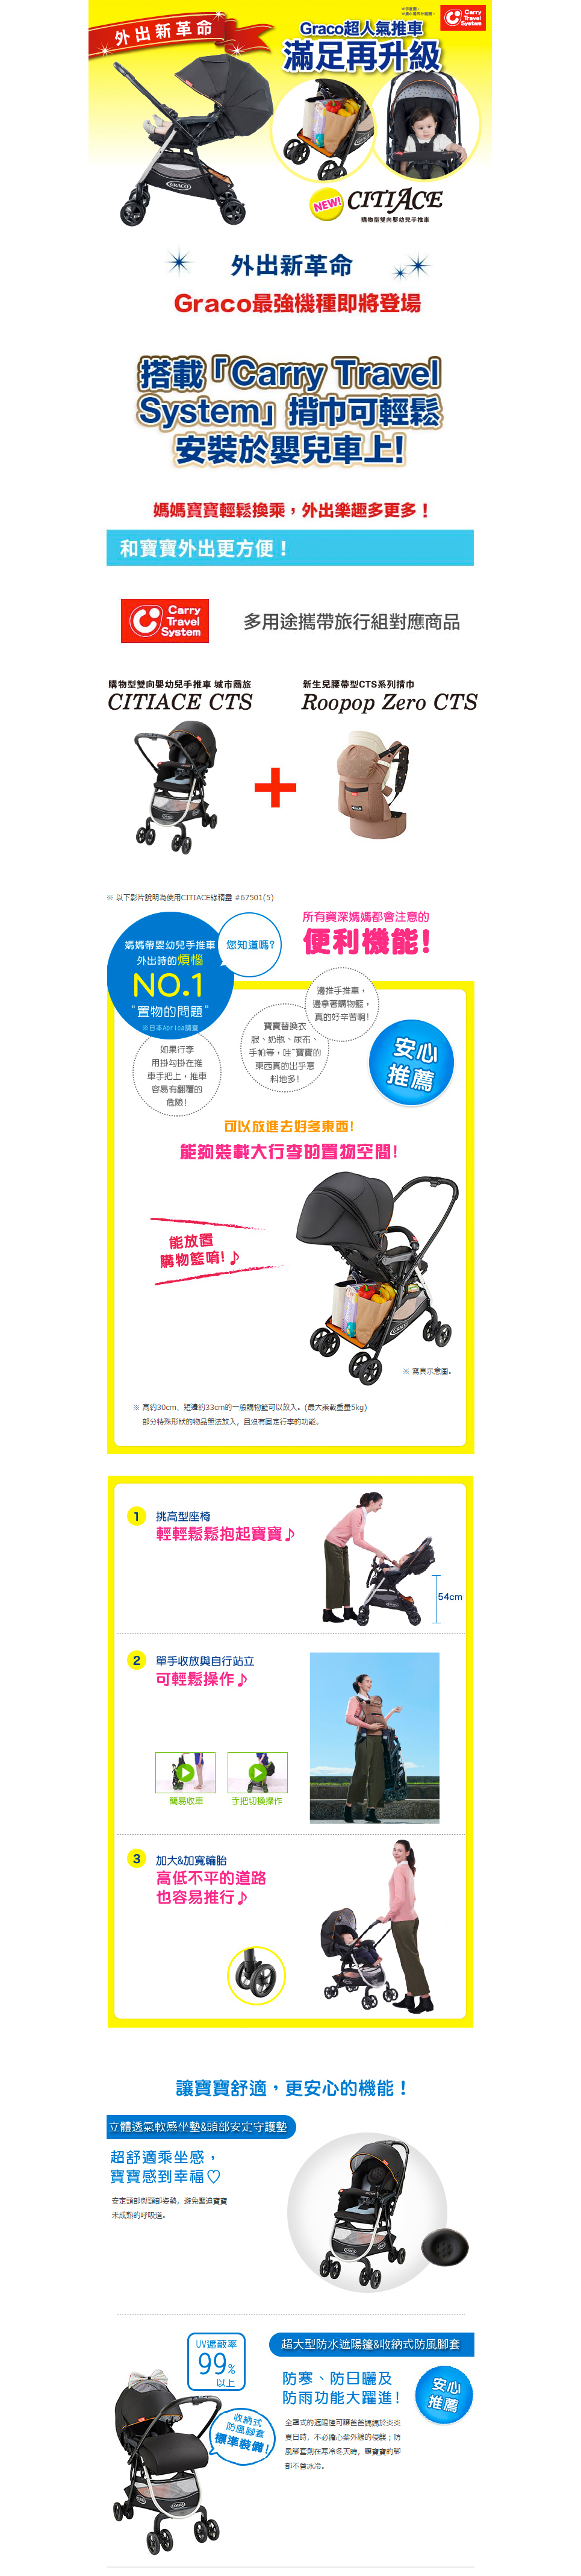 外出新革命
Graco超人氣推車
滿足再升級
Carry
Travel
System
GRACO
NEW!
CITIACE
購物型雙向嬰幼兒手推車
外出新革命
Graco最強機種即將登場
搭載「Carry Travel
System」揹巾可輕鬆
安裝於嬰兒車上!
媽媽寶寶輕鬆換乘，外出樂趣多更多！
和寶寶外出更方便！
Carry
Travel
System
多用途攜帶旅行組對應商品
購物型雙向嬰幼兒手推車 城市商旅
CITIACE CTS
新生兒腰帶型CTS系列揹巾
Roopop Zero CTS
+
※ 以下影片說明為使用CITIACE綠精靈 #67501(5)
媽媽帶嬰幼兒手推車
外出時的煩惱
NO.1
"置物的問題"
※日本Aprica調查
您知道嗎?
所有資深媽媽都會注意的
便利機能!
邊推手推車，
邊拿著購物籃，
真的好辛苦啊!
寶寶替換衣
服、奶瓶、尿布、
手帕等，哇~寶寶的
東西真的出乎意
料地多!
如果行李
用掛勾掛在推
車手把上，推車
容易有翻覆的
危險!
安心
推薦
可以放進去好多東西!
能夠裝載大行李的置物空間!
能放置
購物籃唷!♪
※ 寫真示意圖。
※ 高約30cm、短邊約33cm的一般購物籃可以放入。(最大乘載重量5kg)
部分特殊形狀的物品無法放入，且沒有固定行李的功能。
1 挑高型座椅
輕輕鬆鬆抱起寶寶♪
54cm
2 單手收放與自行站立
可輕鬆操作♪
簡易收車
手把切換操作
3 加大&加寬輪胎
高低不平的道路
也容易推行♪
讓寶寶舒適，更安心的機能！
立體透氣軟感坐墊&頭部安定守護墊
超舒適乘坐感，
寶寶感到幸福♡
安定頭部與頸部姿勢，避免壓迫寶寶
未成熟的呼吸道。
UV遮蔽率
99%
以上
收納式
防風腳套
標準裝備!
超大型防水遮陽篷&收納式防風腳套
防寒、防日曬及
防雨功能大躍進!
安心
推薦
全罩式的遮陽篷可讓爸爸媽媽於炎炎
夏日時，不必擔心紫外線的侵襲；防
風腳套則在寒冷冬天時，讓寶寶的腳
部不會冰冷。